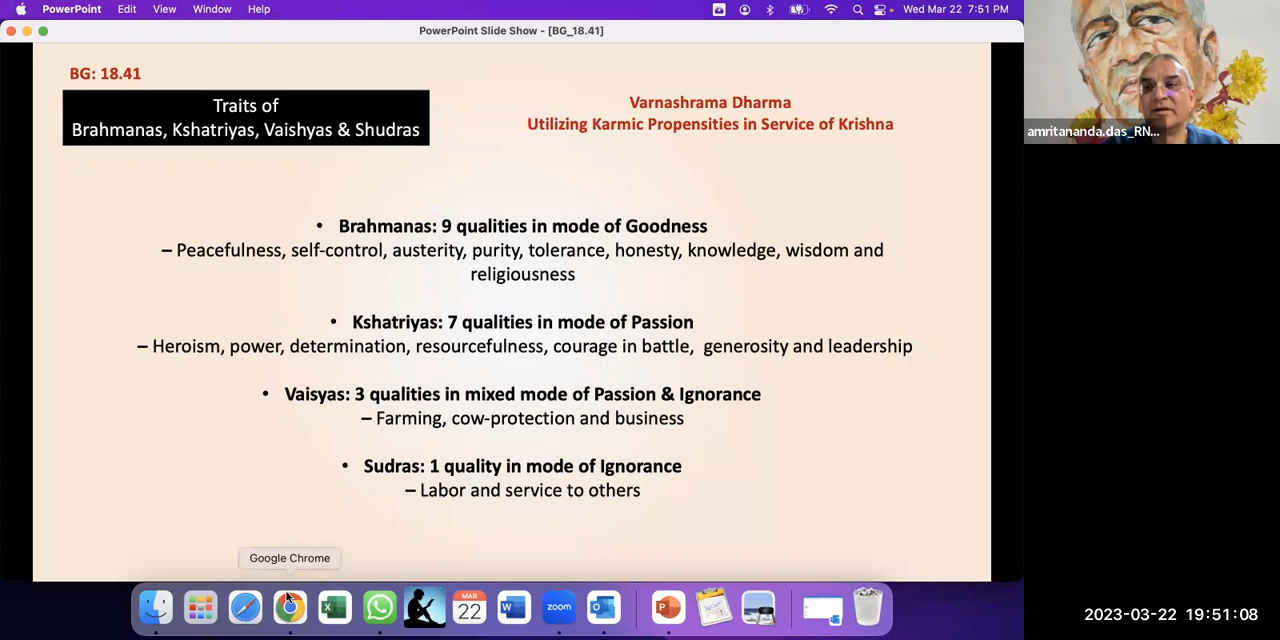 PowerPoint File Edit View Window Help Wed Mar 22 7:51 PM
PowerPoint Slide Show - [BG_18.41]
BG: 18.41
Traits of
Brahmanas, Kshatriyas, Vaishyas & Shudras
Varnashrama Dharma
Utilizing Karmic Propensities in Service of Krishna
• Brahmanas: 9 qualities in mode of Goodness
– Peacefulness, self-control, austerity, purity, tolerance, honesty, knowledge, wisdom and
religiousness
• Kshatriyas: 7 qualities in mode of Passion
– Heroism, power, determination, resourcefulness, courage in battle, generosity and leadership
• Vaisyas: 3 qualities in mixed mode of Passion & Ignorance
– Farming, cow-protection and business
• Sudras: 1 quality in mode of Ignorance
– Labor and service to others
Google Chrome
MAR
22
zoom
amritananda.das_RN...
2023-03-22 19:51:08